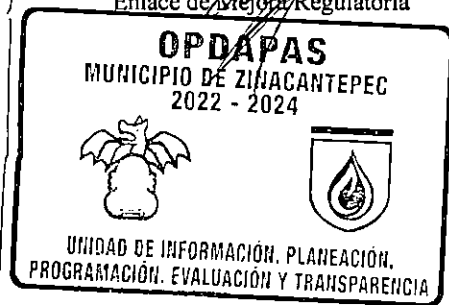 Enlace de Mejora Regulatoria
OPDAPAS
MUNICIPIO DE ZINACANTEPEC
2022 - 2024
UNIDAD DE INFORMACIÓN. PLANEACIÓN,
PROGRAMACIÓN. EVALUACIÓN Y TRANSPARENCIA